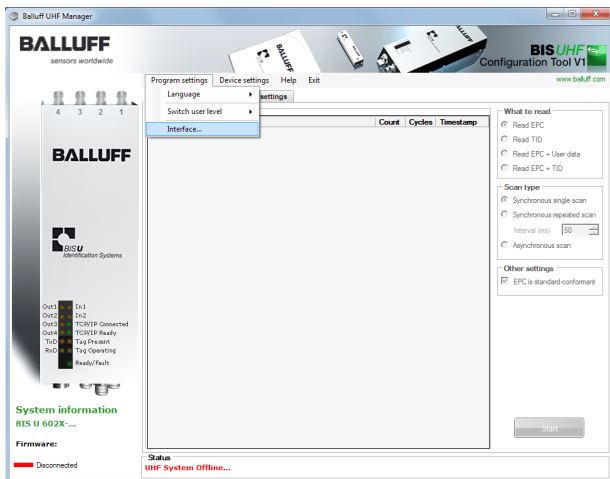 Balluff UHF Manager
BALLUFF
sensors worldwide
BALLUFF
BIS UHF
Configuration Tool V1
www.balluff.com
Program settings Device settings Help Exit
Language
Switch user level
Interface...
settings
4 3 2 1
Count Cycles Timestamp
BALLUFF
BIS U
Identification Systems
Out1 In1
Out2 In2
Out3 TCP/IP Connected
Out4 TCP/IP Ready
TxD Tag Present
RxD Tag Operating
Ready/Fault
System information
BIS U 602X-...
Firmware:
Disconnected
What to read
Read EPC
Read TID
Read EPC + User data
Read EPC + TID
Scan type
Synchronous single scan
Synchronous repeated scan
Interval (ms) 50
Asynchronous scan
Other settings
EPC is standard-conformant
Start
Status
UHF System Offline...